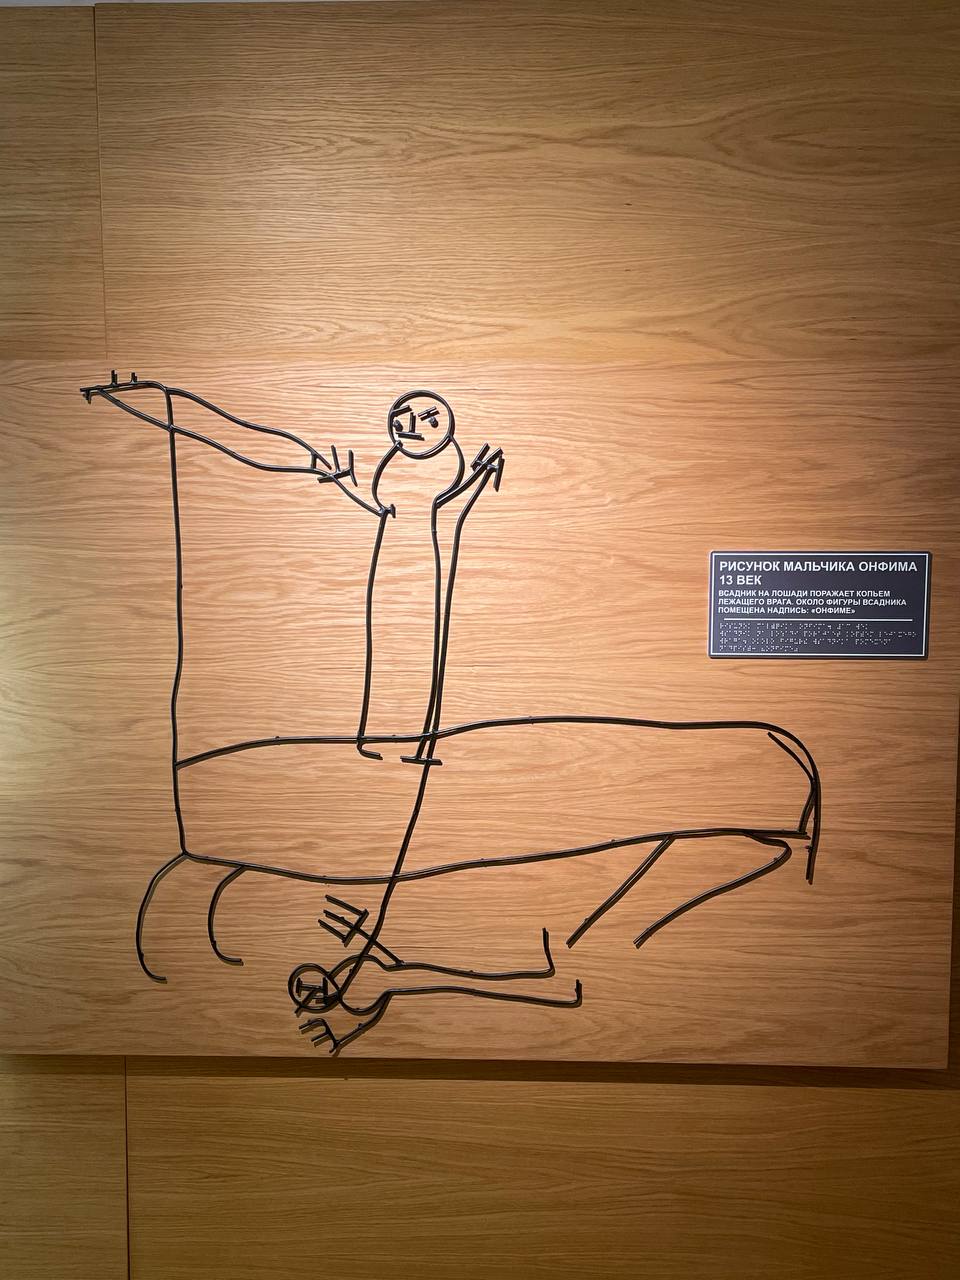 РИСУНОК МАЛЬЧИКА ОНФИМА
13 ВЕК
ВСАДНИК НА ЛОШАДИ ПОРАЖАЕТ КОПЬЕМ
ЛЕЖАЩЕГО ВРАГА. ОКОЛО ФИГУРЫ ВСАДНИКА
ПОМЕЩЕНА НАДПИСЬ: «ОНФИМЕ»